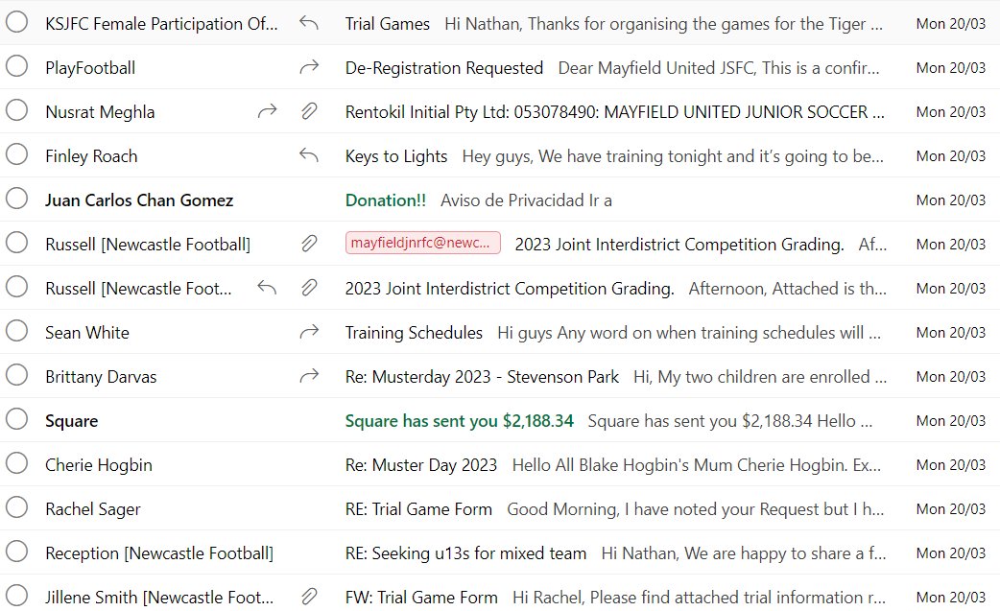 KSJFC Female Participation Of... Trial Games Hi Nathan, Thanks for organising the games for the Tiger ... Mon 20/03
PlayFootball De-Registration Requested Dear Mayfield United JSFC, This is a confir... Mon 20/03
Nusrat Meghla Rentokil Initial Pty Ltd: 053078490: MAYFIELD UNITED JUNIOR SOCCER ... Mon 20/03
Finley Roach Keys to Lights Hey guys, We have training tonight and it’s going to be... Mon 20/03
Juan Carlos Chan Gomez Donation!! Aviso de Privacidad Ir a Mon 20/03
Russell [Newcastle Football] mayfieldjnrfc@newc... 2023 Joint Interdistrict Competition Grading. Af... Mon 20/03
Russell [Newcastle Foot... 2023 Joint Interdistrict Competition Grading. Afternoon, Attached is th... Mon 20/03
Sean White Training Schedules Hi guys Any word on when training schedules will ... Mon 20/03
Brittany Darvas Re: Musterday 2023 - Stevenson Park Hi, My two children are enrolled ... Mon 20/03
Square Square has sent you $2,188.34 Square has sent you $2,188.34 Hello ... Mon 20/03
Cherie Hogbin Re: Muster Day 2023 Hello All Blake Hogbin's Mum Cherie Hogbin. Ex... Mon 20/03
Rachel Sager RE: Trial Game Form Good Morning, I have noted your Request but I h... Mon 20/03
Reception [Newcastle Football] RE: Seeking u13s for mixed team Hi Nathan, We are happy to share a f... Mon 20/03
Jillene Smith [Newcastle Foot... FW: Trial Game Form Hi Rachel, Please find attached trial information r... Mon 20/03